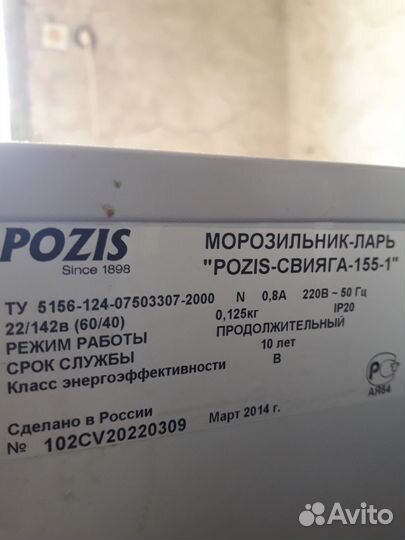 POZIS
Since 1898
МОРОЗИЛЬНИК-ЛАРЬ
"POZIS-СВИЯГА-155-1"
ТУ 5156-124-07503307-2000 N 0,8А 220В ~ 50 Гц
22/142в (60/40) 0,125кг IP20
РЕЖИМ РАБОТЫ ПРОДОЛЖИТЕЛЬНЫЙ
СРОК СЛУЖБЫ 10 лет
Класс энергоэффективности В
Сделано в России Март 2014 г.
№ 102CV20220309
АЯ64
Avito